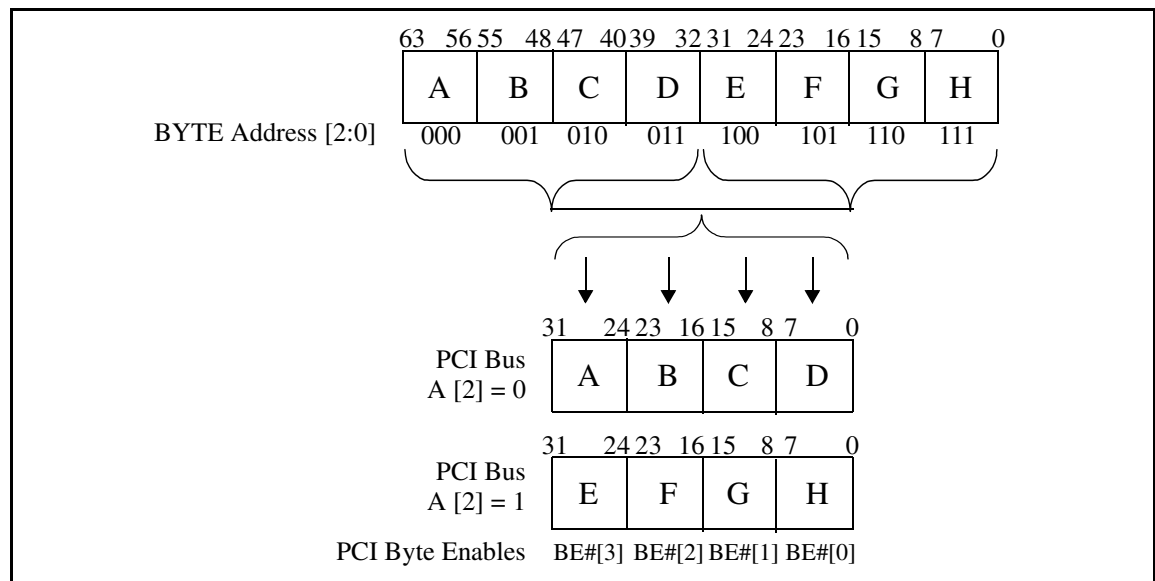 63 56 55 48 47 40 39 32 31 24 23 16 15 8 7 0
A B C D E F G H
BYTE Address [2:0] 000 001 010 011 100 101 110 111
31 24 23 16 15 8 7 0
PCI Bus
A [2] = 0
A B C D
31 24 23 16 15 8 7 0
PCI Bus
A [2] = 1
E F G H
PCI Byte Enables BE#[3] BE#[2] BE#[1] BE#[0]